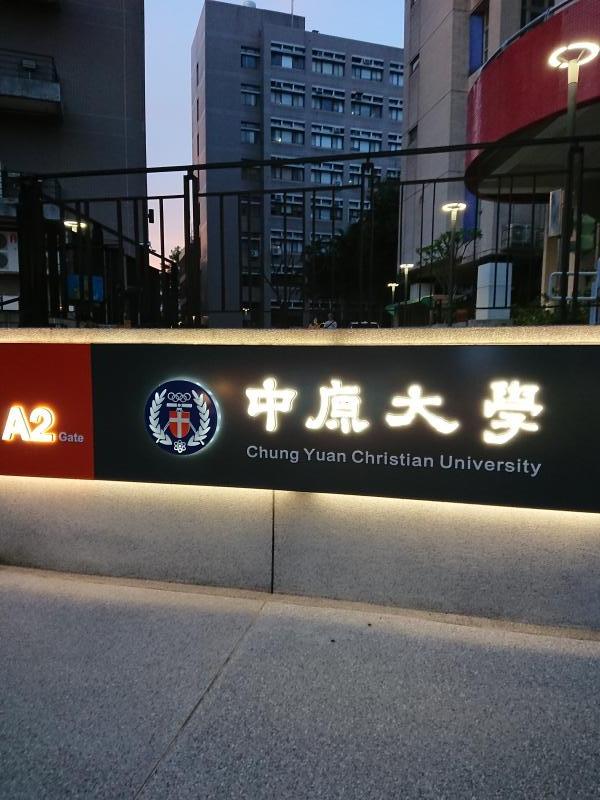 A2 Gate
中原大學
Chung Yuan Christian University